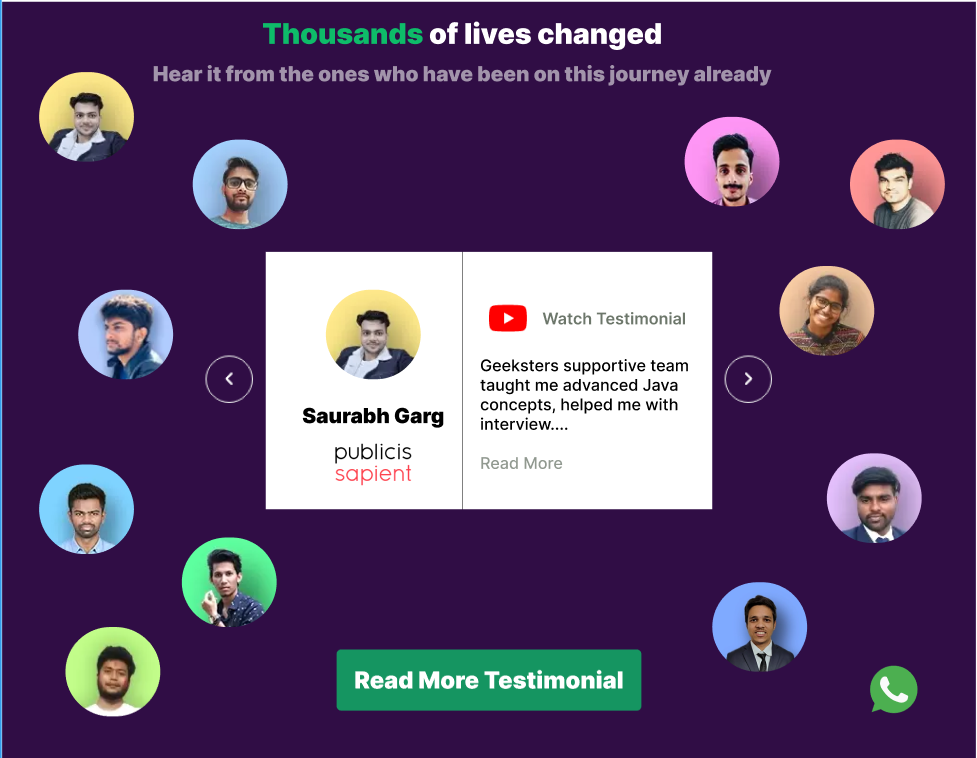 Thousands of lives changed
Hear it from the ones who have been on this journey already
Saurabh Garg
publicis
sapient
Watch Testimonial
Geeksters supportive team
taught me advanced Java
concepts, helped me with
interview....
Read More
Read More Testimonial